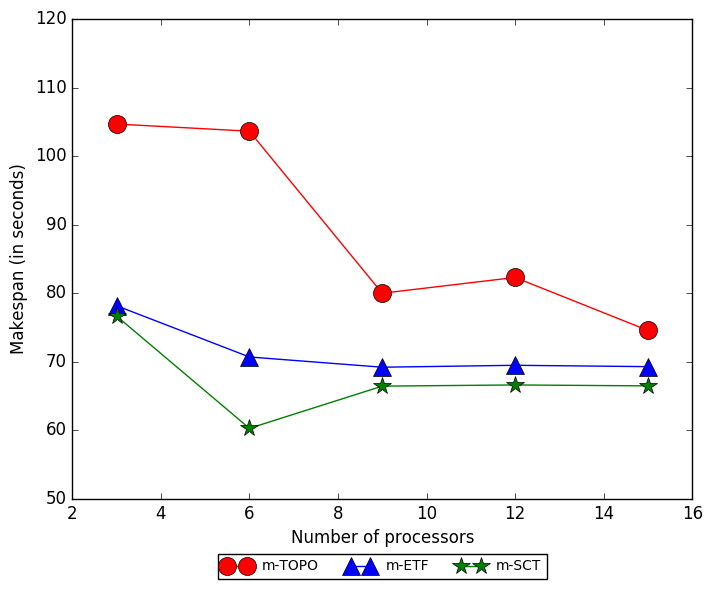 120
110
100
90
80
70
60
50
Makespan (in seconds)
2 4 6 8 10 12 14 16
Number of processors
m-TOPO m-ETF m-SCT